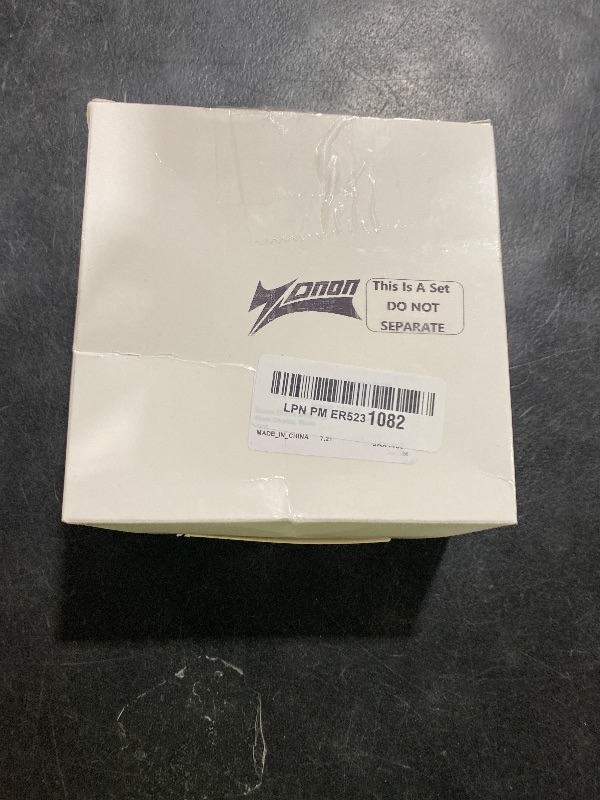 Zonon
This Is A Set
DO NOT
SEPARATE
LPN PM ER5231082
MADE_IN_CHINA